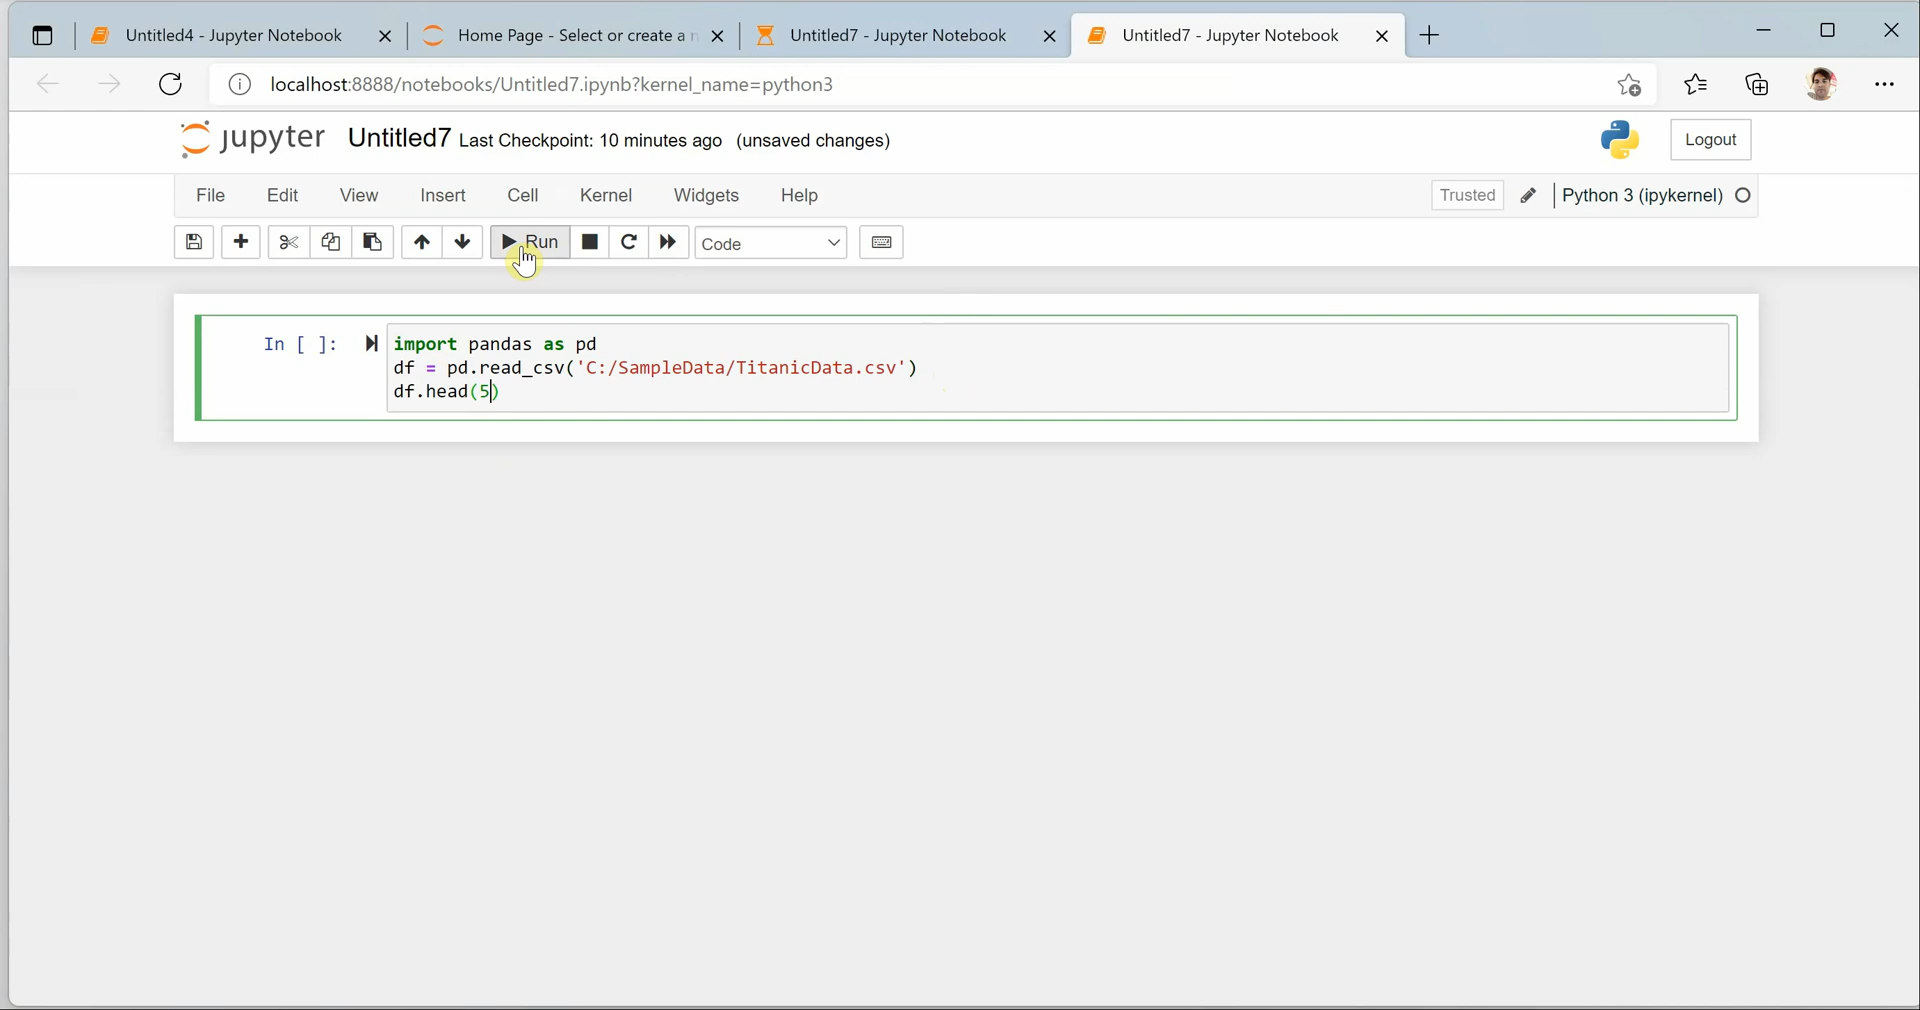 Untitled4 - Jupyter Notebook
Home Page - Select or create a n
Untitled7 - Jupyter Notebook
Untitled7 - Jupyter Notebook
localhost:8888/notebooks/Untitled7.ipynb?kernel_name=python3
jupyter Untitled7 Last Checkpoint: 10 minutes ago (unsaved changes)
Logout
File Edit View Insert Cell Kernel Widgets Help
Trusted
Python 3 (ipykernel)
Run
Code
In [ ]:
import pandas as pd
df = pd.read_csv('C:/SampleData/TitanicData.csv')
df.head(5)